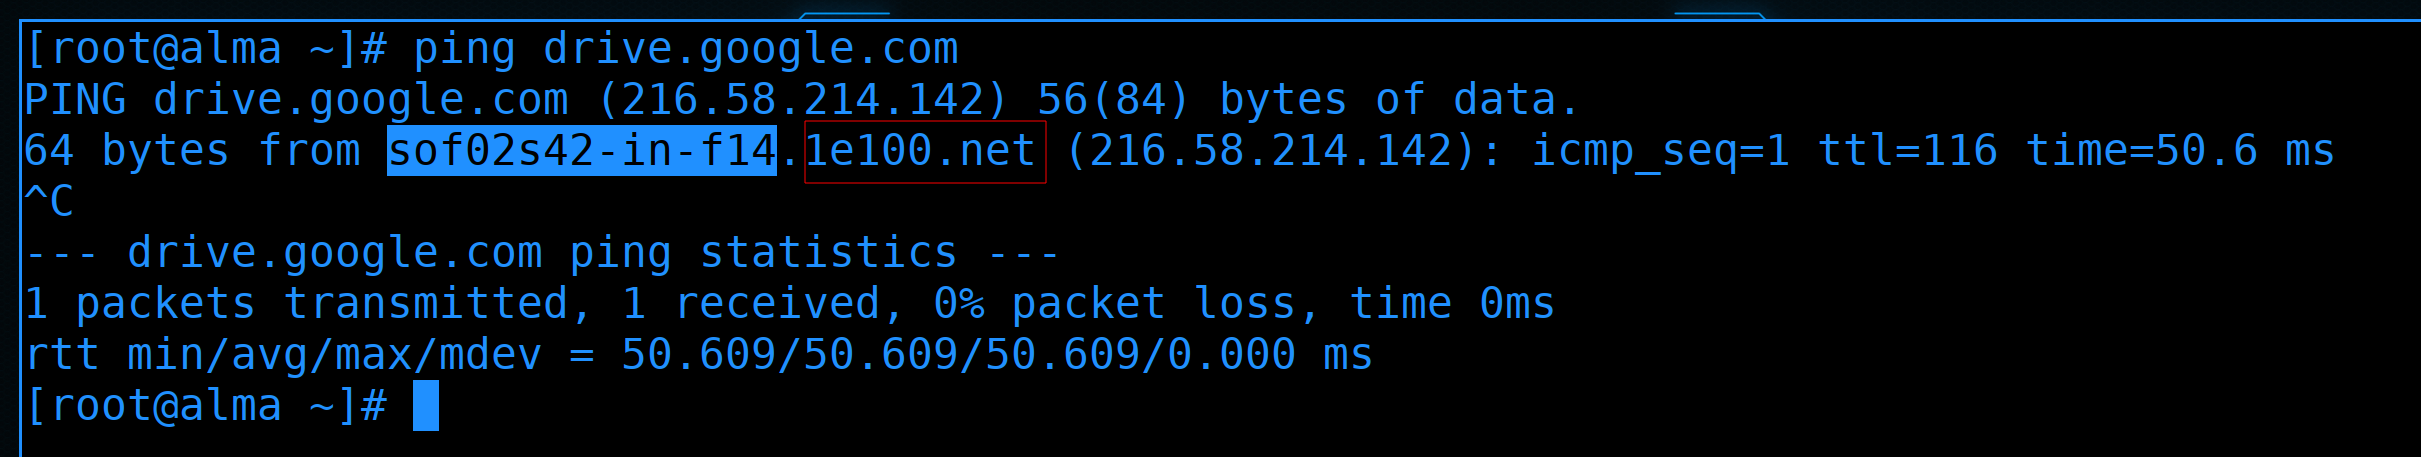 [root@alma ~]# ping drive.google.com
PING drive.google.com (216.58.214.142) 56(84) bytes of data.
64 bytes from sof02s42-in-f14.1e100.net (216.58.214.142): icmp_seq=1 ttl=116 time=50.6 ms
^C
--- drive.google.com ping statistics ---
1 packets transmitted, 1 received, 0% packet loss, time 0ms
rtt min/avg/max/mdev = 50.609/50.609/50.609/0.000 ms
[root@alma ~]#